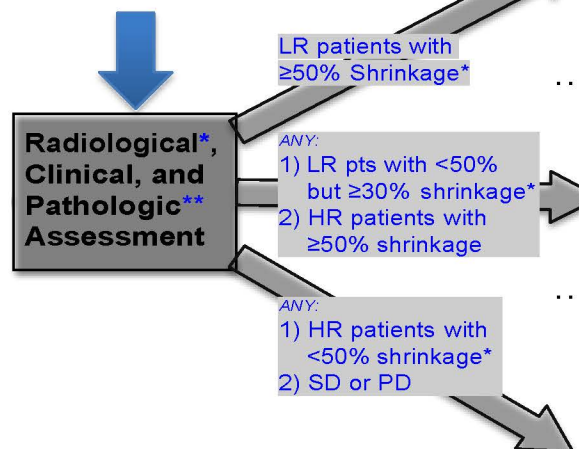 LR patients with
≥50% Shrinkage*
Radiological*,
Clinical, and
Pathologic**
Assessment
ANY:
1) LR pts with <50%
but ≥30% shrinkage*
2) HR patients with
≥50% shrinkage
ANY:
1) HR patients with
<50% shrinkage*
2) SD or PD